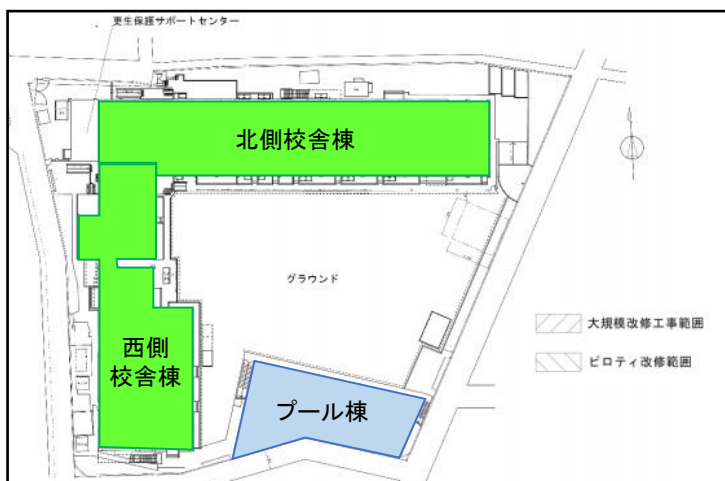 更生保護サポートセンター
北側校舎棟
グラウンド
大規模改修工事範囲
ピロティ改修範囲
西側
校舎棟
プール棟